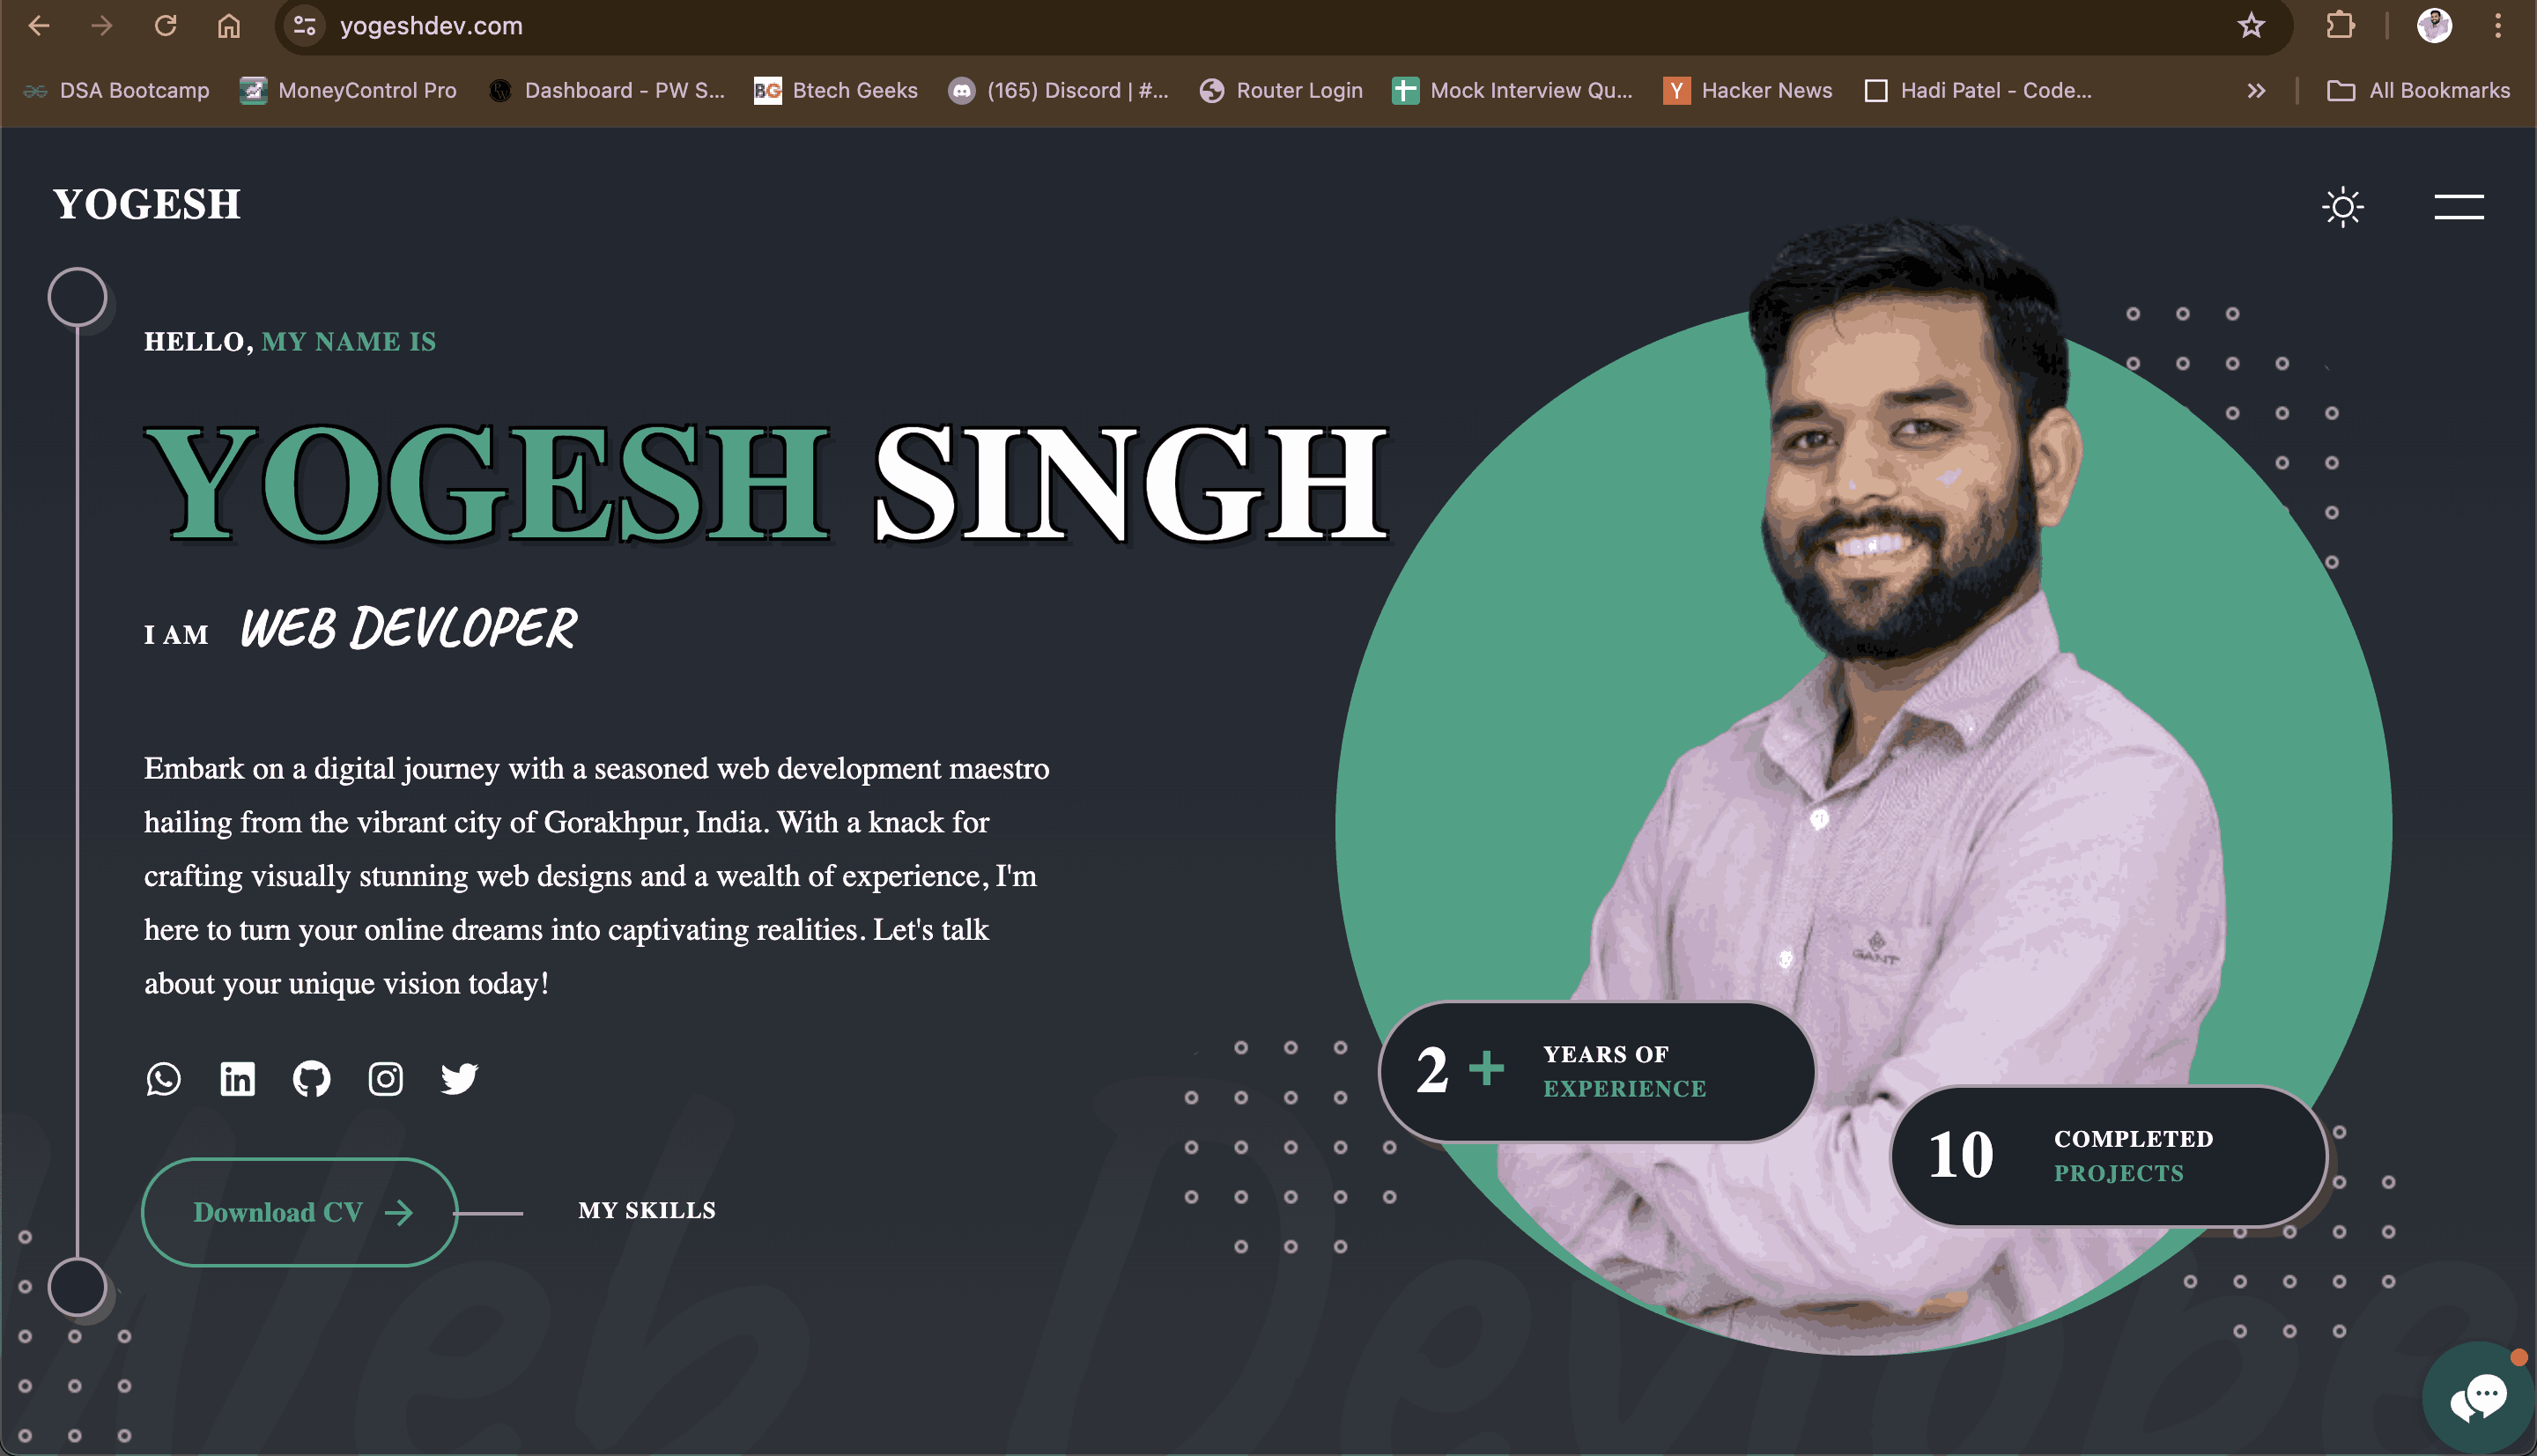 yogeshdev.com
DSA Bootcamp
MoneyControl Pro
Dashboard - PW S...
BG
Btech Geeks
(165) Discord | #...
Router Login
Mock Interview Qu...
Y
Hacker News
Hadi Patel - Code...
All Bookmarks
YOGESH
HELLO, MY NAME IS
YOGESH SINGH
I AM WEB DEVLOPER
Embark on a digital journey with a seasoned web development maestro
hailing from the vibrant city of Gorakhpur, India. With a knack for
crafting visually stunning web designs and a wealth of experience, I'm
here to turn your online dreams into captivating realities. Let's talk
about your unique vision today!
GANT
2 + YEARS OF
EXPERIENCE
10 COMPLETED
PROJECTS
in
Download CV
MY SKILLS
Web Devlope